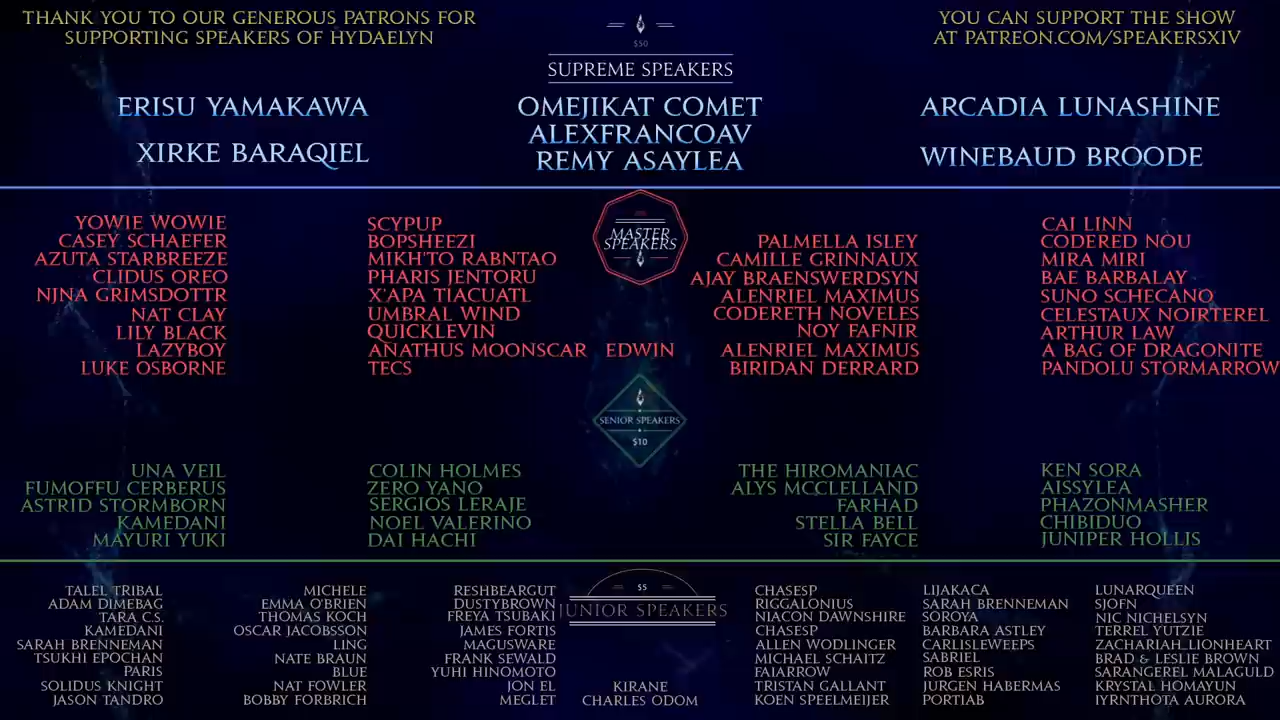 THANK YOU TO OUR GENEROUS PATRONS FOR
SUPPORTING SPEAKERS OF HYDAELYN
YOU CAN SUPPORT THE SHOW
AT PATREON.COM/SPEAKERSXIV
$50
SUPREME SPEAKERS
ERISU YAMAKAWA
XIRKE BARAQIEL
OMEJIKAT COMET
ALEXFRANCOAV
REMY ASAYLEA
ARCADIA LUNASHINE
WINEBAUD BROODE
MASTER
SPEAKERS
YOWIE WOWIE
CASEY SCHAEFER
AZUTA STARBREEZE
CLIDUS OREO
NJNA GRIMSDOTTR
NAT CLAY
LILY BLACK
LAZYBOY
LUKE OSBORNE
SCYPUP
BOPSHEEZI
MIKH'TO RABNTAO
PHARIS JENTORU
X'APA TIACUATL
UMBRAL WIND
QUICKLEVIN
ANATHUS MOONSCAR
TECS
EDWIN
PALMELLA ISLEY
CAMILLE GRINNAUX
AJAY BRAENSWERDSYN
ALENRIEL MAXIMUS
CODERETH NOVELES
NOY FAFNIR
ALENRIEL MAXIMUS
BIRIDAN DERRARD
CAI LINN
CODERED NOU
MIRA MIRI
BAE BARBALAY
SUNO SCHECANO
CELESTAUX NOIRTEREL
ARTHUR LAW
A BAG OF DRAGONITE
PANDOLU STORMARROW
SENIOR SPEAKERS
$10
UNA VEIL
FUMOFFU CERBERUS
ASTRID STORMBORN
KAMEDANI
MAYURI YUKI
COLIN HOLMES
ZERO YANO
SERGIOS LERAJE
NOEL VALERINO
DAI HACHI
THE HIROMANIAC
ALYS MCCLELLAND
FARHAD
STELLA BELL
SIR FAYCE
KEN SORA
AISSYLEA
PHAZONMASHER
CHIBIDUO
JUNIPER HOLLIS
$5
JUNIOR SPEAKERS
TALEL TRIBAL
ADAM DIMEBAG
TARA C.S.
KAMEDANI
SARAH BRENNEMAN
TSUKHI EPOCHAN
PARIS
SOLIDUS KNIGHT
JASON TANDRO
MICHELE
EMMA O'BRIEN
THOMAS KOCH
OSCAR JACOBSSON
LING
NATE BRAUN
BLUE
NAT FOWLER
BOBBY FORBRICH
RESHBEARGUT
DUSTYBROWN
FREYA TSUBAKI
JAMES FORTIS
MAGUSWARE
FRANK SEWALD
YUHI HINOMOTO
JON EL
MEGLET
KIRANE
CHARLES ODOM
CHASESP
RIGGALONIUS
NIACON DAWNSHIRE
CHASESP
ALLEN WODLINGER
MICHAEL SCHAITZ
FAIARROW
TRISTAN GALLANT
KOEN SPEELMEIJER
LIJAKACA
SARAH BRENNEMAN
SOROYA
BARBARA ASTLEY
CARLISLEWEEPS
SABRIEL
ROB ESRIS
JURGEN HABERMAS
PORTIAB
LUNARQUEEN
SJOFN
NIC NICHELSYN
TERREL YUTZIE
ZACHARIAH_LIONHEART
BRAD & LESLIE BROWN
SARANGEREL MALAGULD
KRYSTAL HOMAYUN
IYRNTHOTA AURORA